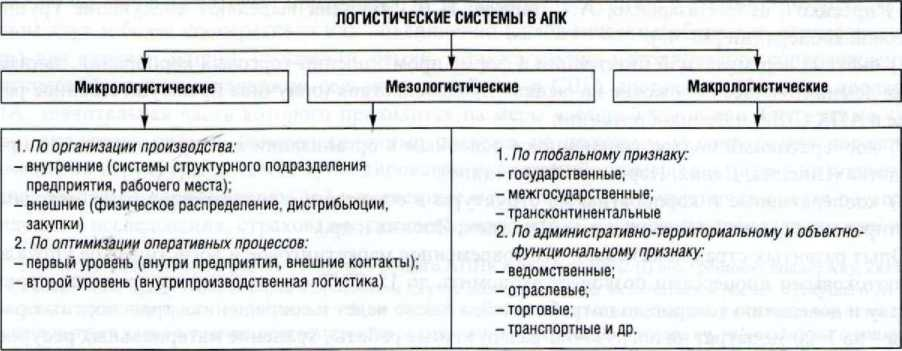 ЛОГИСТИЧЕСКИЕ СИСТЕМЫ В АПК
Микрологистические
Мезологистические
Макрологистические
1. По организации производства:
– внутренние (системы структурного подразделения
предприятия, рабочего места);
– внешние (физическое распределение, дистрибьюции,
закупки)
2. По оптимизации оперативных процессов:
– первый уровень (внутри предприятия, внешние контакты);
– второй уровень (внутрипроизводственная логистика)
1. По глобальному признаку:
– государственные;
– межгосударственные;
– трансконтинентальные
2. По административно-территориальному и объектно-
функциональному признаку:
– ведомственные;
– отраслевые;
– торговые;
– транспортные и др.